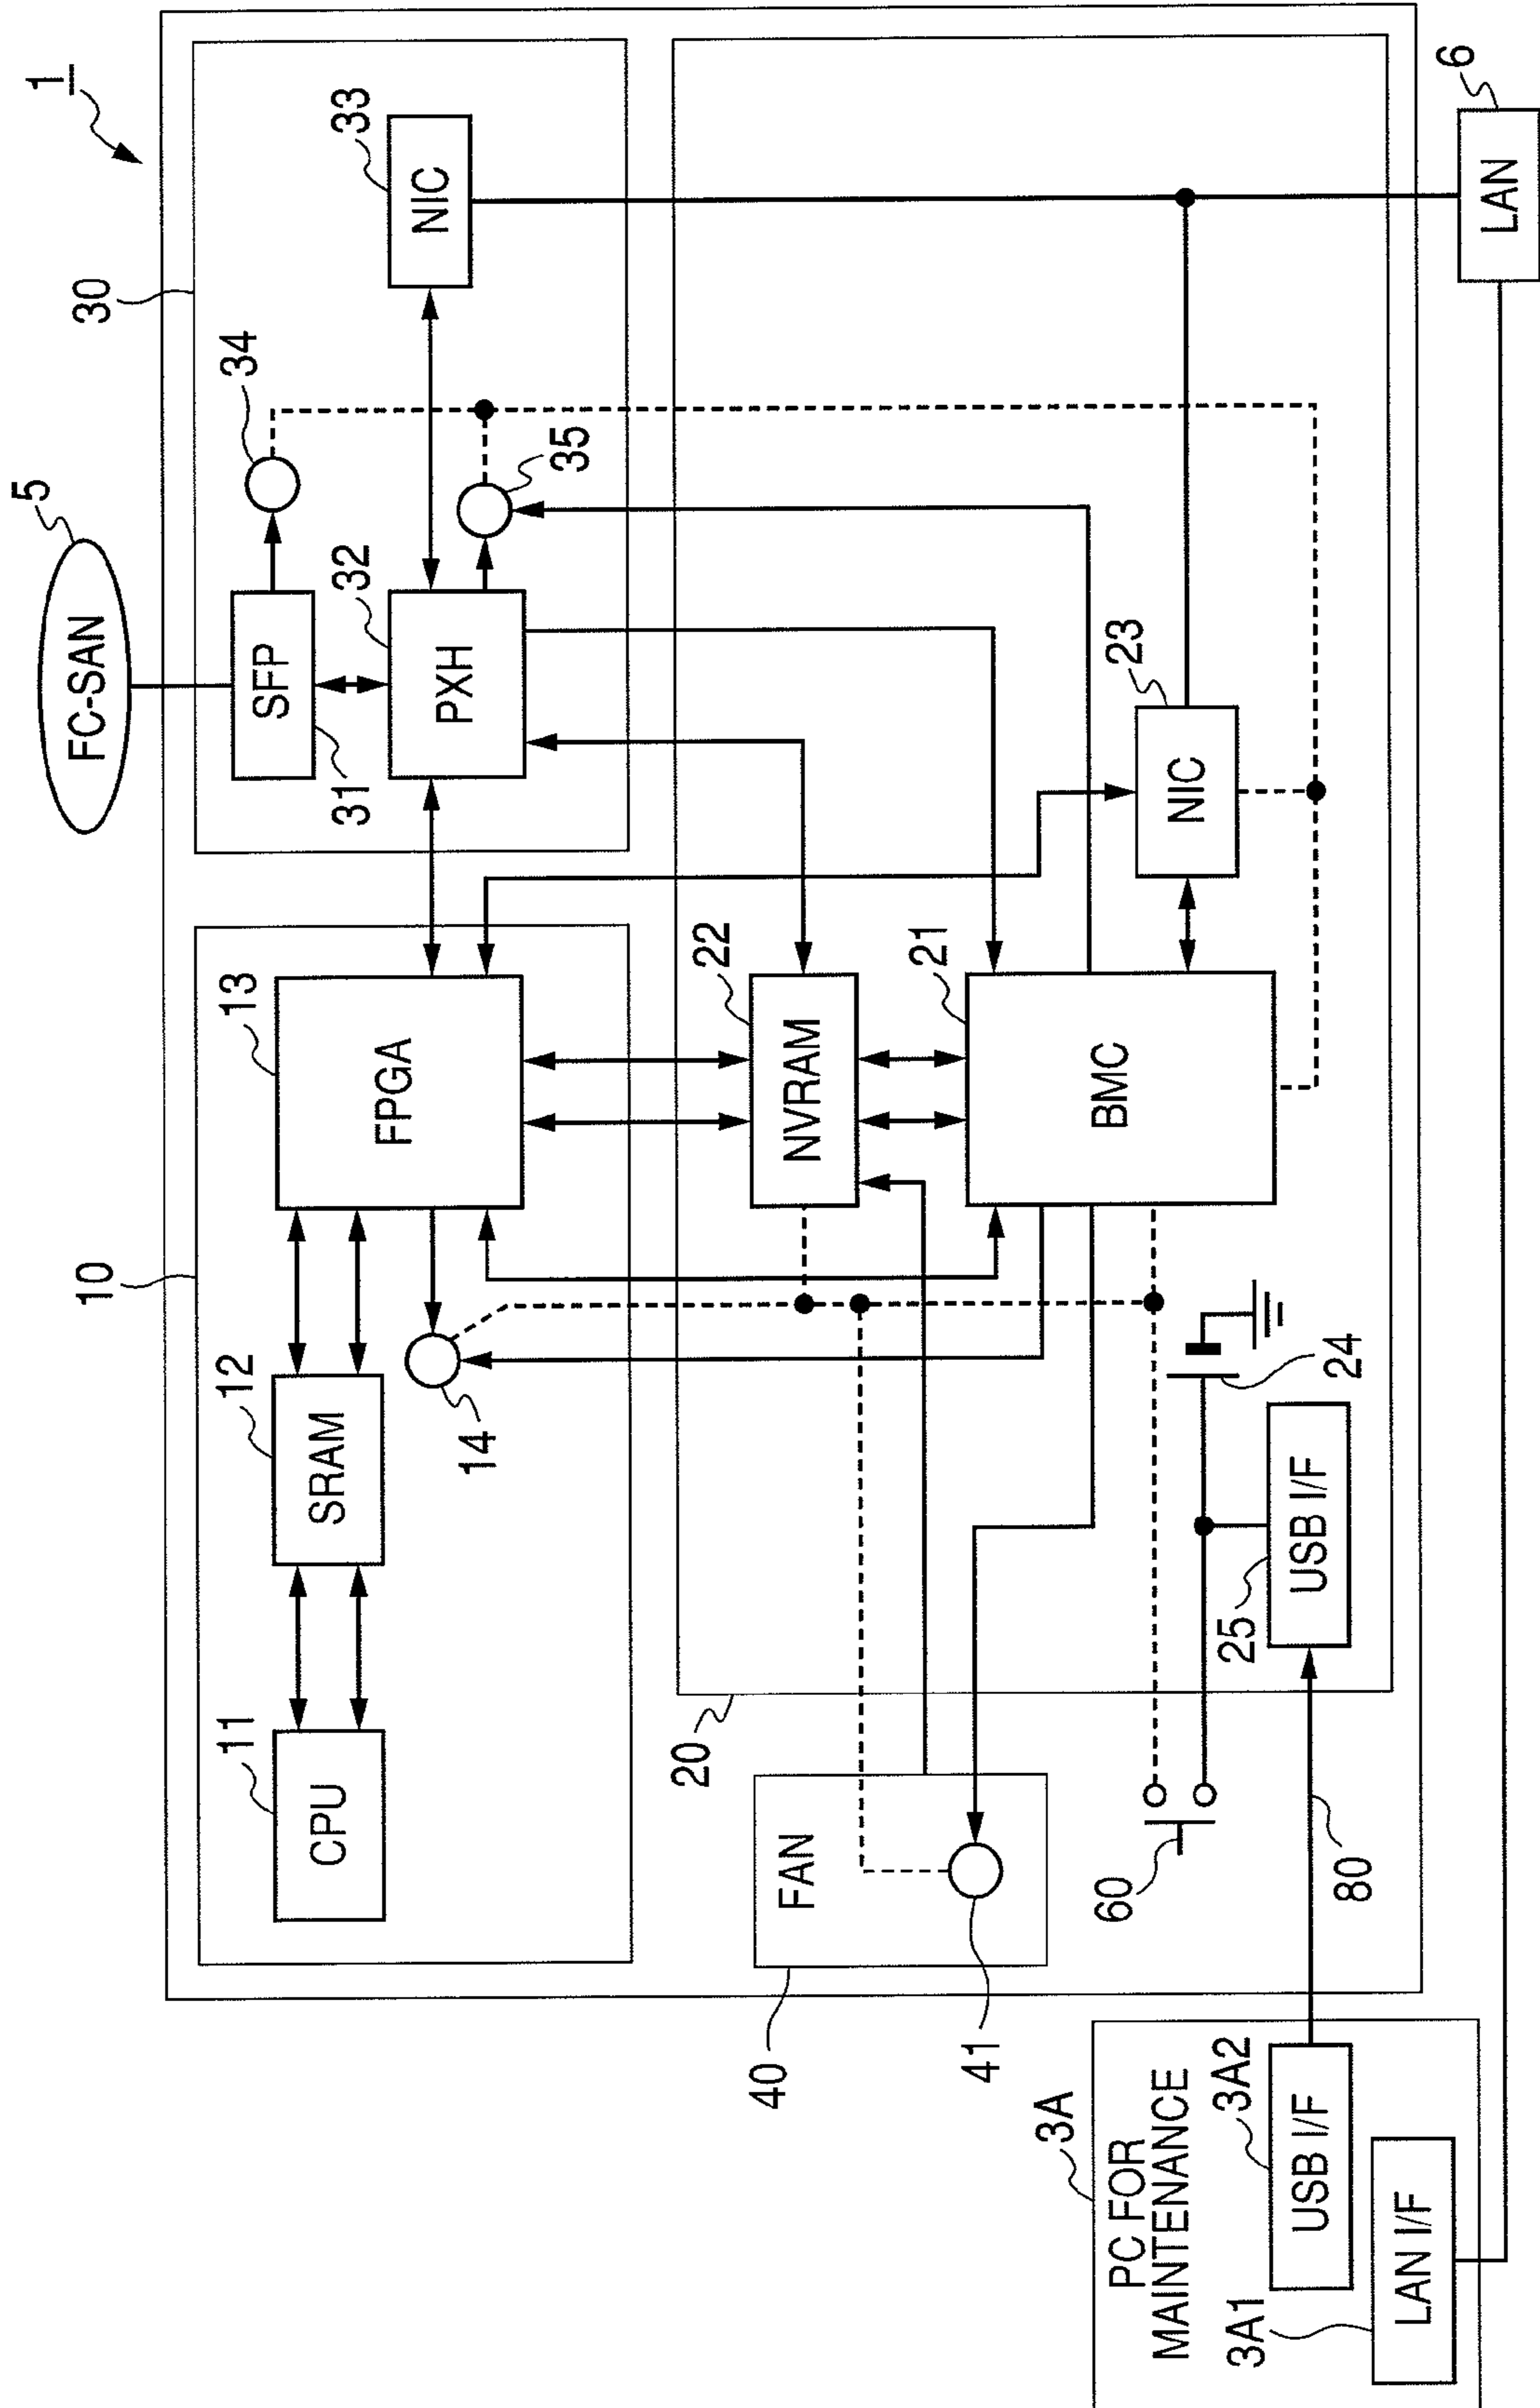 1
10
11
CPU
12
SRAM
13
FPGA
14
30
5
FC-SAN
31
SFP
32
PXH
33
NIC
34
35
20
21
BMC
22
NVRAM
23
NIC
24
25
USB I/F
40
FAN
41
60
80
3A
PC FOR
MAINTENANCE
3A2
USB I/F
3A1
LAN I/F
6
LAN